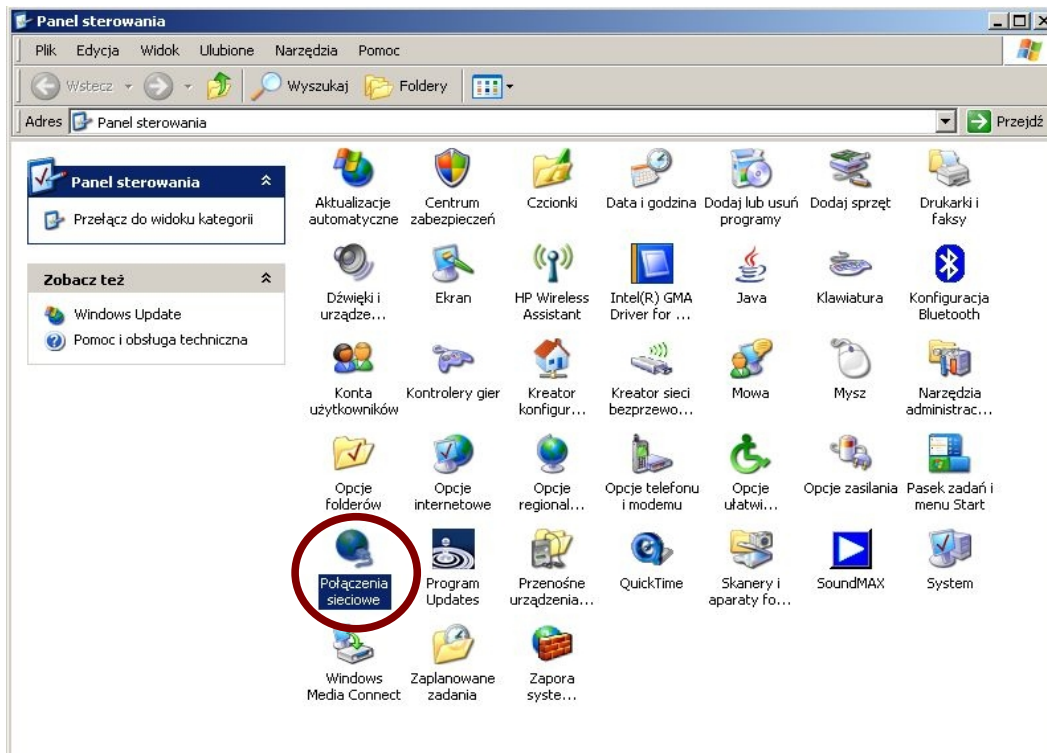 Panel sterowania
Plik Edycja Widok Ulubione Narzędzia Pomoc
Wstecz Wyszukaj Foldery
Adres Panel sterowania Przejdź
Panel sterowania
Przełącz do widoku kategorii
Zobacz też
Windows Update
Pomoc i obsługa techniczna
Aktualizacje
automatyczne
Centrum
zabezpieczeń
Czcionki
Data i godzina
Dodaj lub usuń
programy
Dodaj sprzęt
Drukarki i
faksy
Dźwięki i
urządze...
Ekran
HP Wireless
Assistant
Intel(R) GMA
Driver for ...
Java
Klawiatura
Konfiguracja
Bluetooth
Konta
użytkowników
Kontrolery gier
Kreator
konfigur...
Kreator sieci
bezprzewo...
Mowa
Mysz
Narzędzia
administrac...
Opcje
folderów
Opcje
internetowe
Opcje
regional...
Opcje telefonu
i modemu
Opcje
ułatwi...
Opcje zasilania
Pasek zadań i
menu Start
Połączenia
sieciowe
Program
Updates
Przenośne
urządzenia...
QuickTime
Skanery i
aparaty fo...
SoundMAX
System
Windows
Media Connect
Zaplanowane
zadania
Zapora
syste...